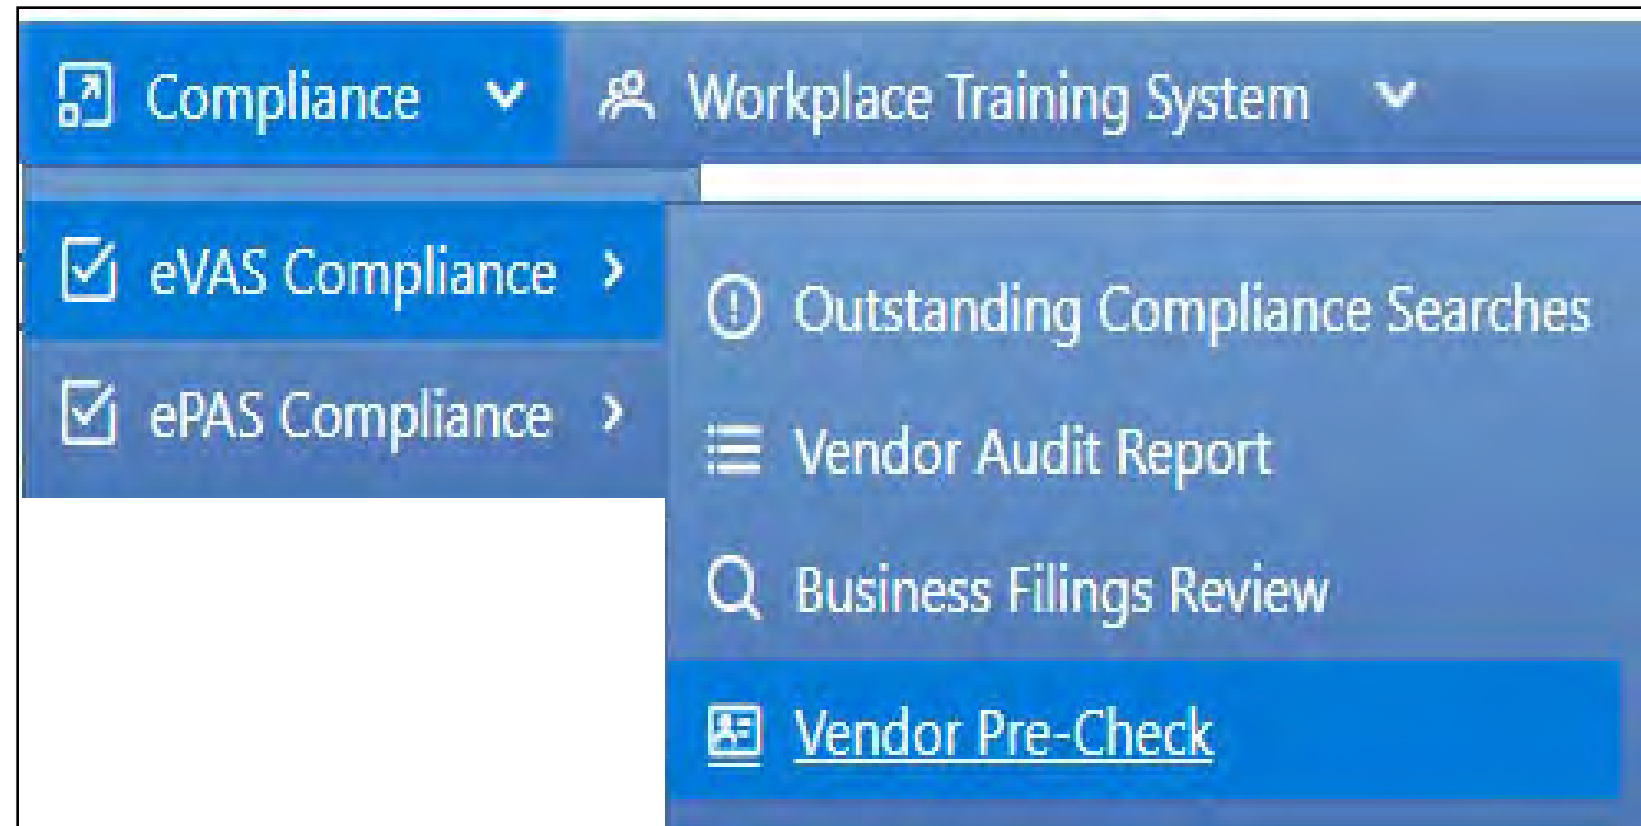 Compliance Workplace Training System
eVAS Compliance
Outstanding Compliance Searches
ePAS Compliance
Vendor Audit Report
Business Filings Review
Vendor Pre-Check